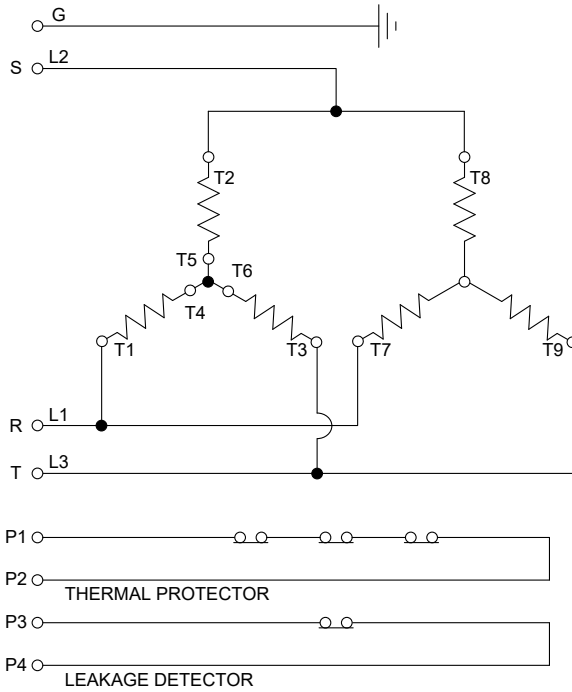 G
S L2
T2 T8
T5 T6
T4
T1 T3 T7 T9
R L1
T L3
P1
P2
THERMAL PROTECTOR
P3
P4
LEAKAGE DETECTOR